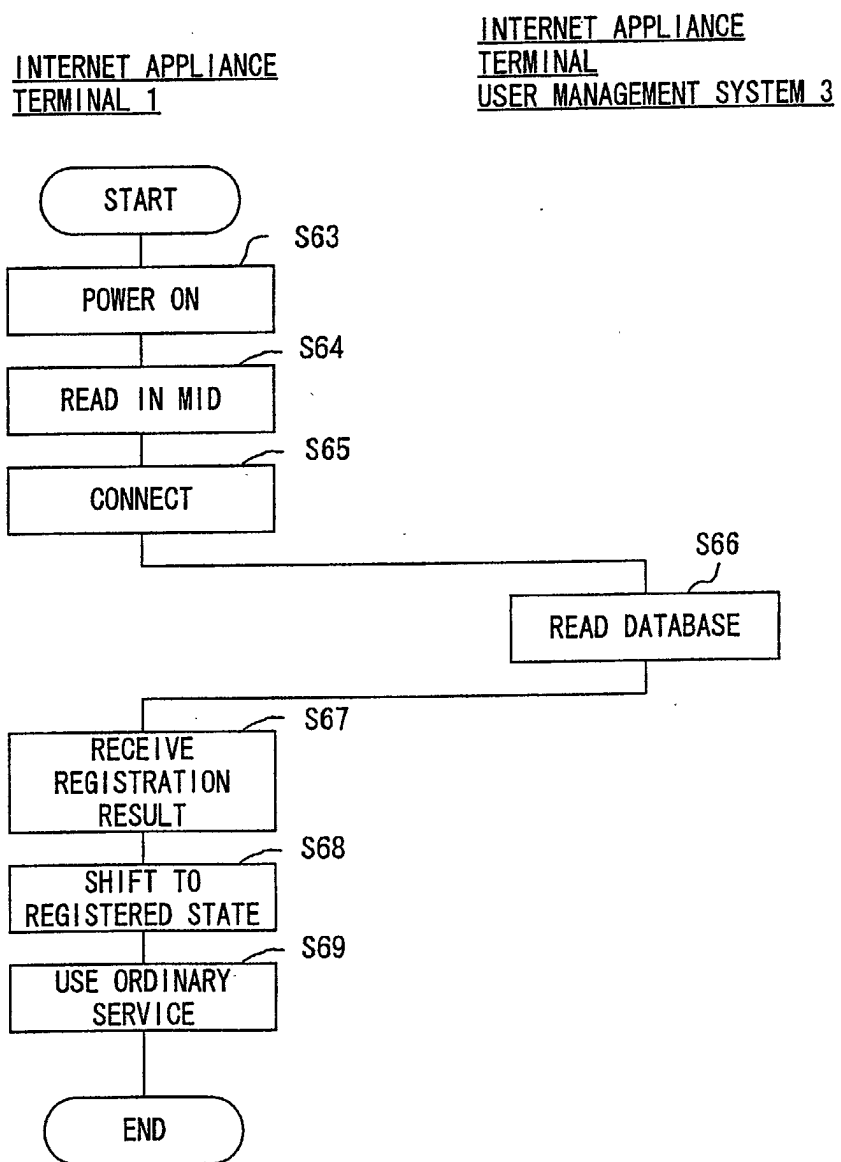 INTERNET APPLIANCE
TERMINAL 1
INTERNET APPLIANCE
TERMINAL
USER MANAGEMENT SYSTEM 3
START
S63
POWER ON
S64
READ IN MID
S65
CONNECT
S66
READ DATABASE
S67
RECEIVE
REGISTRATION
RESULT
S68
SHIFT TO
REGISTERED STATE
S69
USE ORDINARY
SERVICE
END